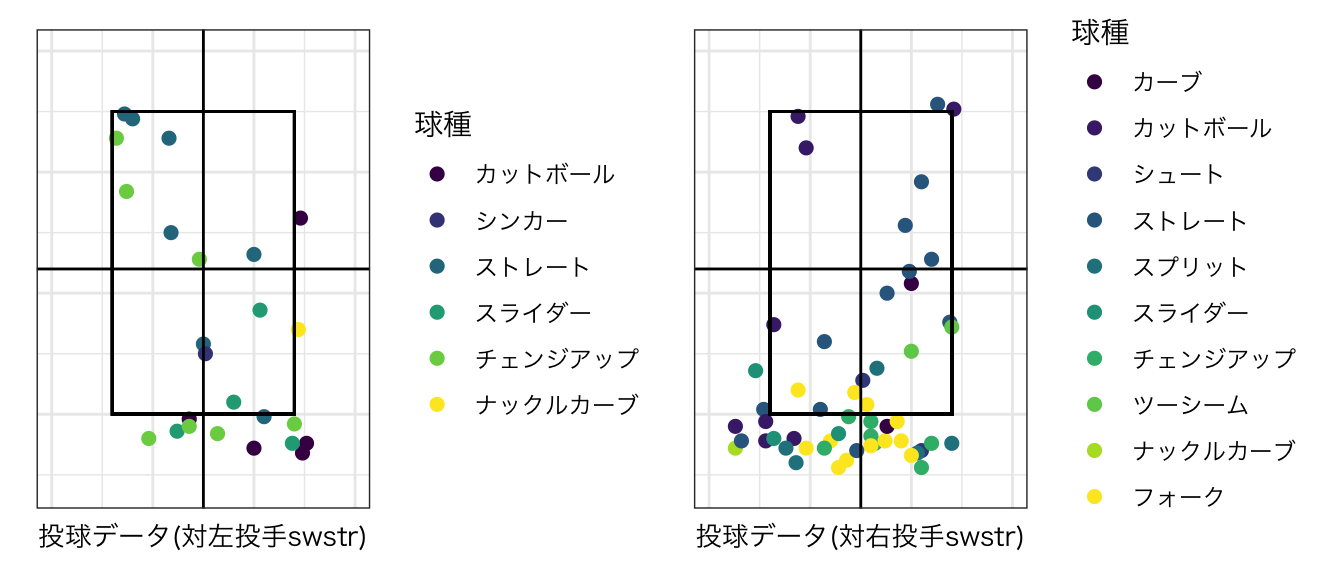 球種
カットボール
シンカー
ストレート
スライダー
チェンジアップ
ナックルカーブ
投球データ(対左投手swstr)
球種
カーブ
カットボール
シュート
ストレート
スプリット
スライダー
チェンジアップ
ツーシーム
ナックルカーブ
フォーク
投球データ(対右投手swstr)